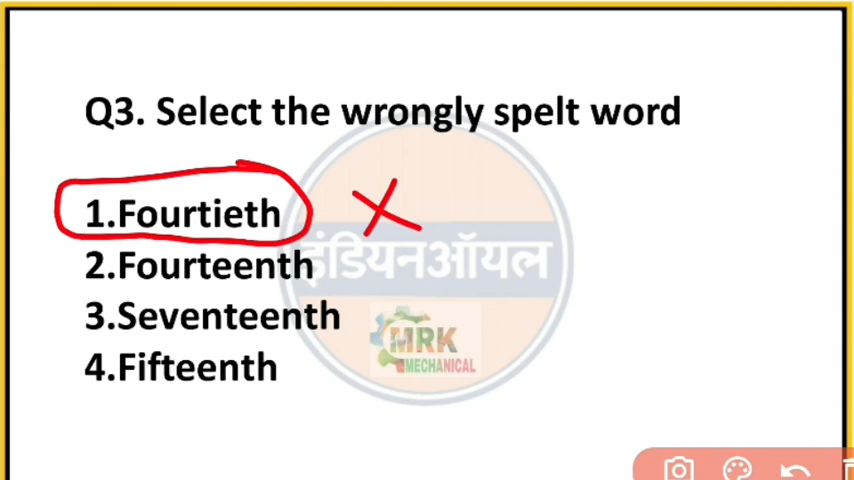 Q3. Select the wrongly spelt word
1.Fourtieth
2.Fourteenth
3.Seventeenth
4.Fifteenth
इंडियनऑयल
MRK
MECHANICAL